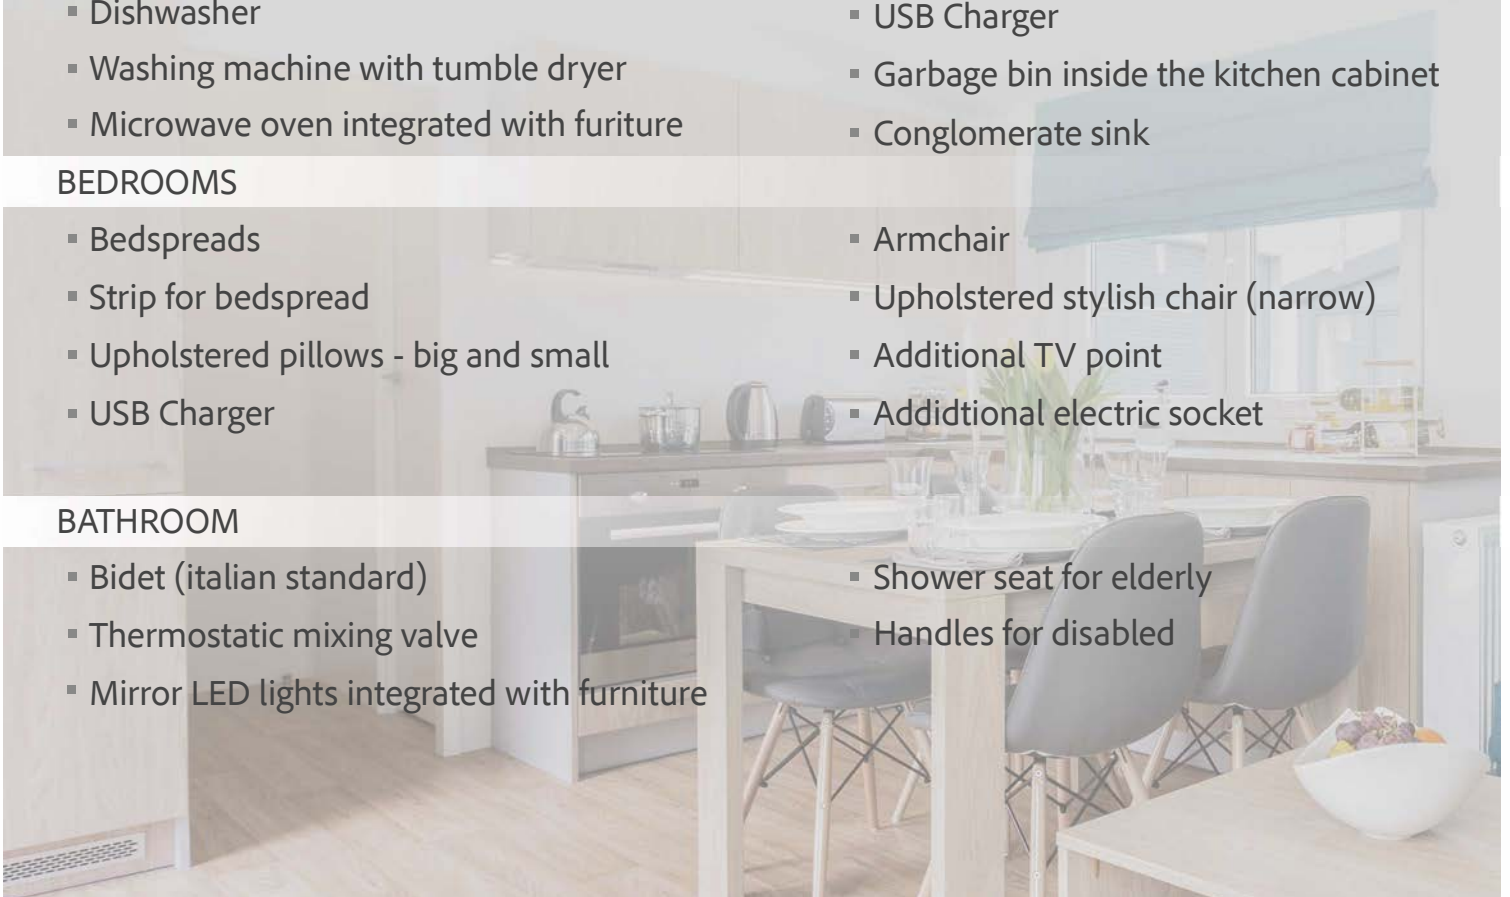 Dishwasher
Washing machine with tumble dryer
Microwave oven integrated with furiture
USB Charger
Garbage bin inside the kitchen cabinet
Conglomerate sink
BEDROOMS
Bedspreads
Strip for bedspread
Upholstered pillows - big and small
USB Charger
Armchair
Upholstered stylish chair (narrow)
Additional TV point
Addidtional electric socket
BATHROOM
Bidet (italian standard)
Thermostatic mixing valve
Mirror LED lights integrated with furniture
Shower seat for elderly
Handles for disabled